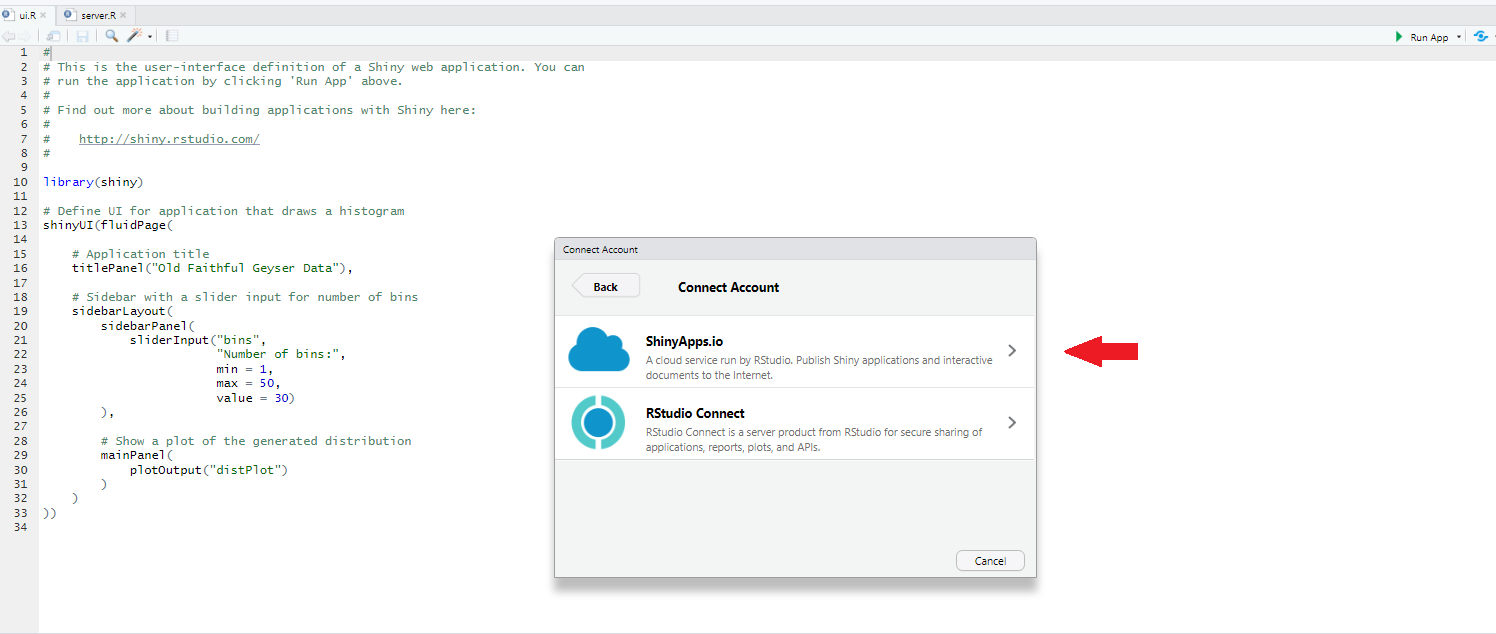 ui.R × server.R ×
Run App
1 #
2 # This is the user-interface definition of a Shiny web application. You can
3 # run the application by clicking 'Run App' above.
4 #
5 # Find out more about building applications with Shiny here:
6 #
7 #    http://shiny.rstudio.com/
8 #
9
10 library(shiny)
11
12 # Define UI for application that draws a histogram
13 shinyUI(fluidPage(
14
15     # Application title
16     titlePanel("Old Faithful Geyser Data"),
17
18     # Sidebar with a slider input for number of bins
19     sidebarLayout(
20         sidebarPanel(
21             sliderInput("bins",
22                         "Number of bins:",
23                         min = 1,
24                         max = 50,
25                         value = 30)
26         ),
27
28         # Show a plot of the generated distribution
29         mainPanel(
30             plotOutput("distPlot")
31         )
32     )
33 ))
34
Connect Account
Back
Connect Account
ShinyApps.io
A cloud service run by RStudio. Publish Shiny applications and interactive
documents to the Internet.
RStudio Connect
RStudio Connect is a server product from RStudio for secure sharing of
applications, reports, plots, and APIs.
Cancel